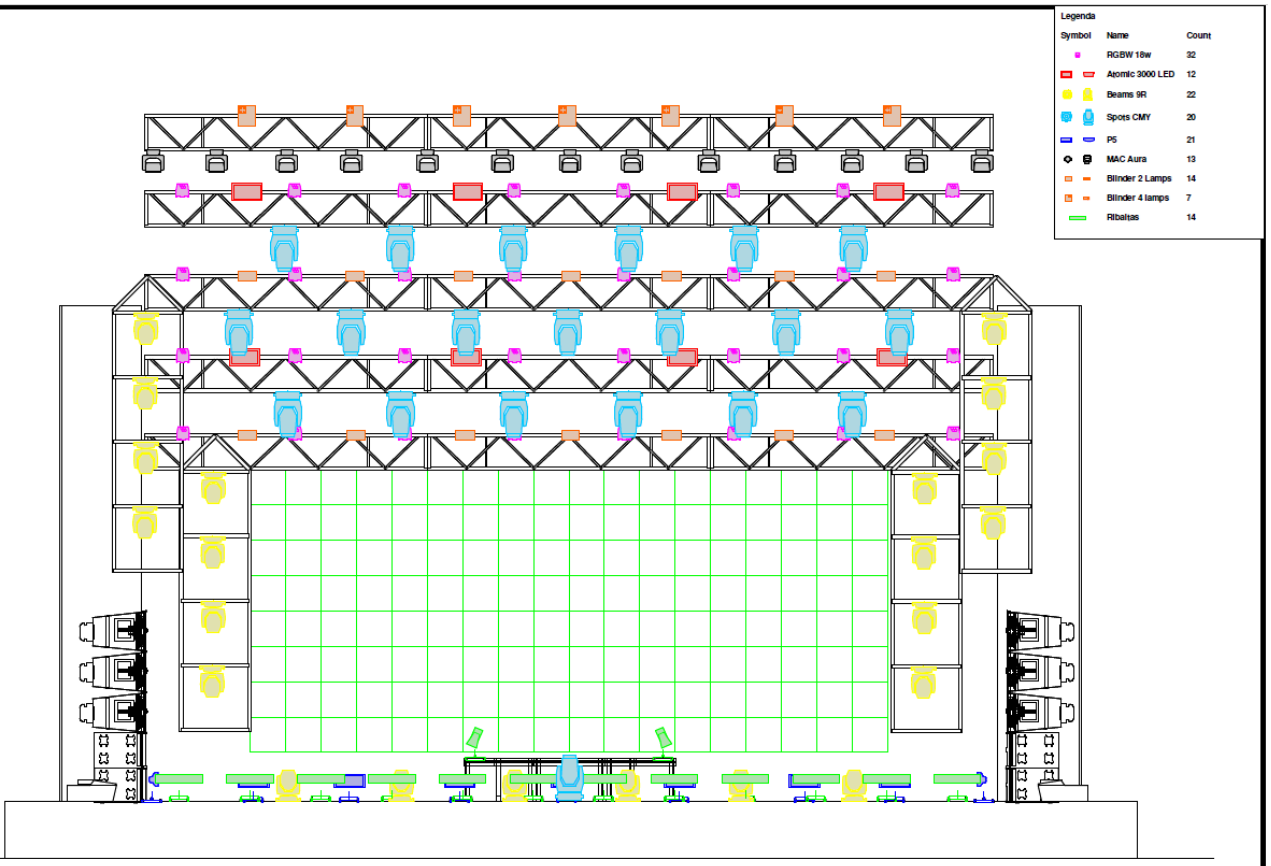 Legenda
Symbol Name Count
RGBW 18w 32
Atomic 3000 LED 12
Beams 9R 22
Spots CMY 20
P5 21
MAC Aura 13
Blinder 2 Lamps 14
Blinder 4 lamps 7
Ribaltas 14